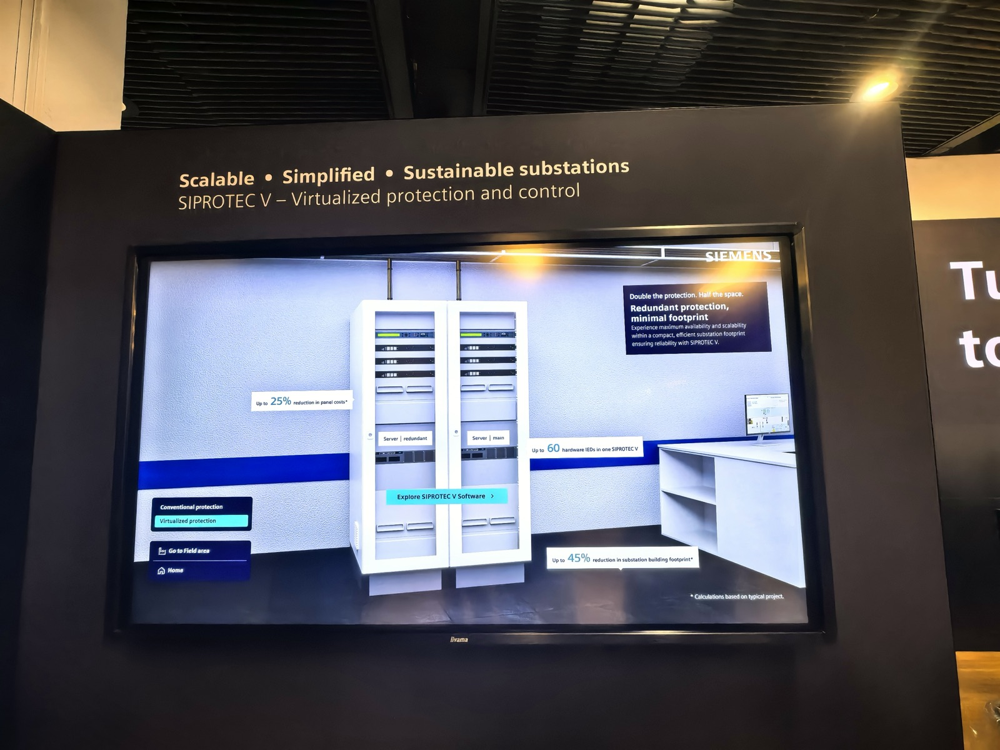 Scalable • Simplified • Sustainable substations
SIPROTEC V – Virtualized protection and control
SIEMENS
Double the protection. Half the space.
Redundant protection,
minimal footprint
Experience maximum availability and scalability
within a compact, efficient substation footprint
ensuring reliability with SIPROTEC V.
Up to 25% reduction in panel costs*
Server | redundant
Server | main
Up to 60 hardware IEDs in one SIPROTEC V
Explore SIPROTEC V Software >
Conventional protection
Virtualized protection
Go to Field area
Home
Up to 45% reduction in substation building footprint*
* Calculations based on typical project.
iiyama
Tu
to